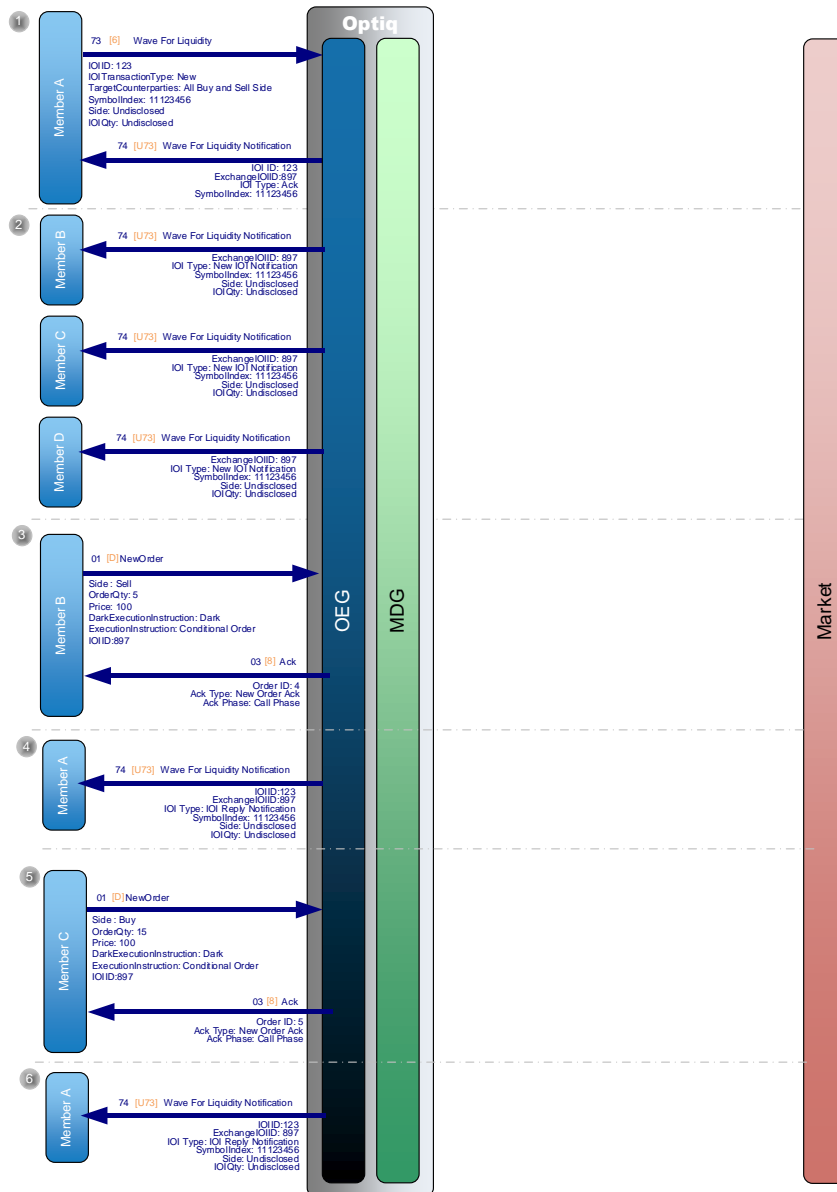 Optiq
OEG
MDG
Market
1
Member A
73 [6] Wave For Liquidity
IOIID: 123
IOITransactionType: New
TargetCounterparties: All Buy and Sell Side
SymbolIndex: 11123456
Side: Undisclosed
IOIQty: Undisclosed
74 [U73] Wave For Liquidity Notification
IOI ID: 123
ExchangeIOIID:897
IOI Type: Ack
SymbolIndex: 11123456
2
Member B
74 [U73] Wave For Liquidity Notification
ExchangeIOIID: 897
IOI Type: New IOI Notification
SymbolIndex: 11123456
Side: Undisclosed
IOIQty: Undisclosed
Member C
74 [U73] Wave For Liquidity Notification
ExchangeIOIID: 897
IOI Type: New IOI Notification
SymbolIndex: 11123456
Side: Undisclosed
IOIQty: Undisclosed
Member D
74 [U73] Wave For Liquidity Notification
ExchangeIOIID: 897
IOI Type: New IOI Notification
SymbolIndex: 11123456
Side: Undisclosed
IOIQty: Undisclosed
3
Member B
01 [D] NewOrder
Side : Sell
OrderQty: 5
Price: 100
DarkExecutionInstruction: Dark
ExecutionInstruction: Conditional Order
IOIID:897
03 [8] Ack
Order ID: 4
Ack Type: New Order Ack
Ack Phase: Call Phase
4
Member A
74 [U73] Wave For Liquidity Notification
IOIID:123
ExchangeIOIID:897
IOI Type: IOI Reply Notification
SymbolIndex: 11123456
Side: Undisclosed
IOIQty: Undisclosed
5
Member C
01 [D] NewOrder
Side : Buy
OrderQty: 15
Price: 100
DarkExecutionInstruction: Dark
ExecutionInstruction: Conditional Order
IOIID:897
03 [8] Ack
Order ID: 5
Ack Type: New Order Ack
Ack Phase: Call Phase
6
Member A
74 [U73] Wave For Liquidity Notification
IOIID:123
ExchangeIOIID: 897
IOI Type: IOI Reply Notification
SymbolIndex: 11123456
Side: Undisclosed
IOIQty: Undisclosed